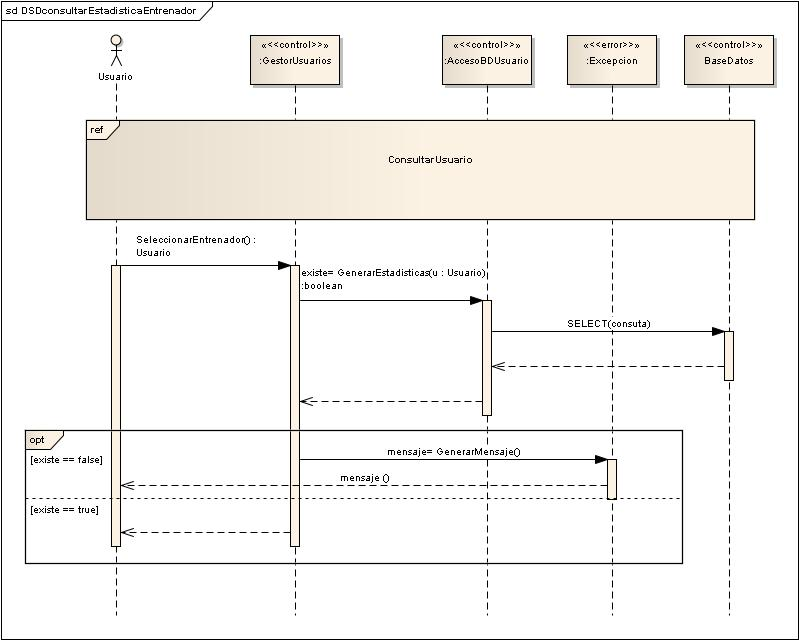 sd DSDconsultarEstadisticaEntrenador
Usuario
«<<control>>»
:GestorUsuarios
«<<control>>»
:AccesoBDUsuario
«<<error>>»
:Excepcion
«<<control>>»
BaseDatos
ref
ConsultarUsuario
SeleccionarEntrenador() :
Usuario
existe= GenerarEstadisticas(u : Usuario)
:boolean
SELECT(consuta)
opt
[existe == false]
mensaje= GenerarMensaje()
mensaje ()
[existe == true]